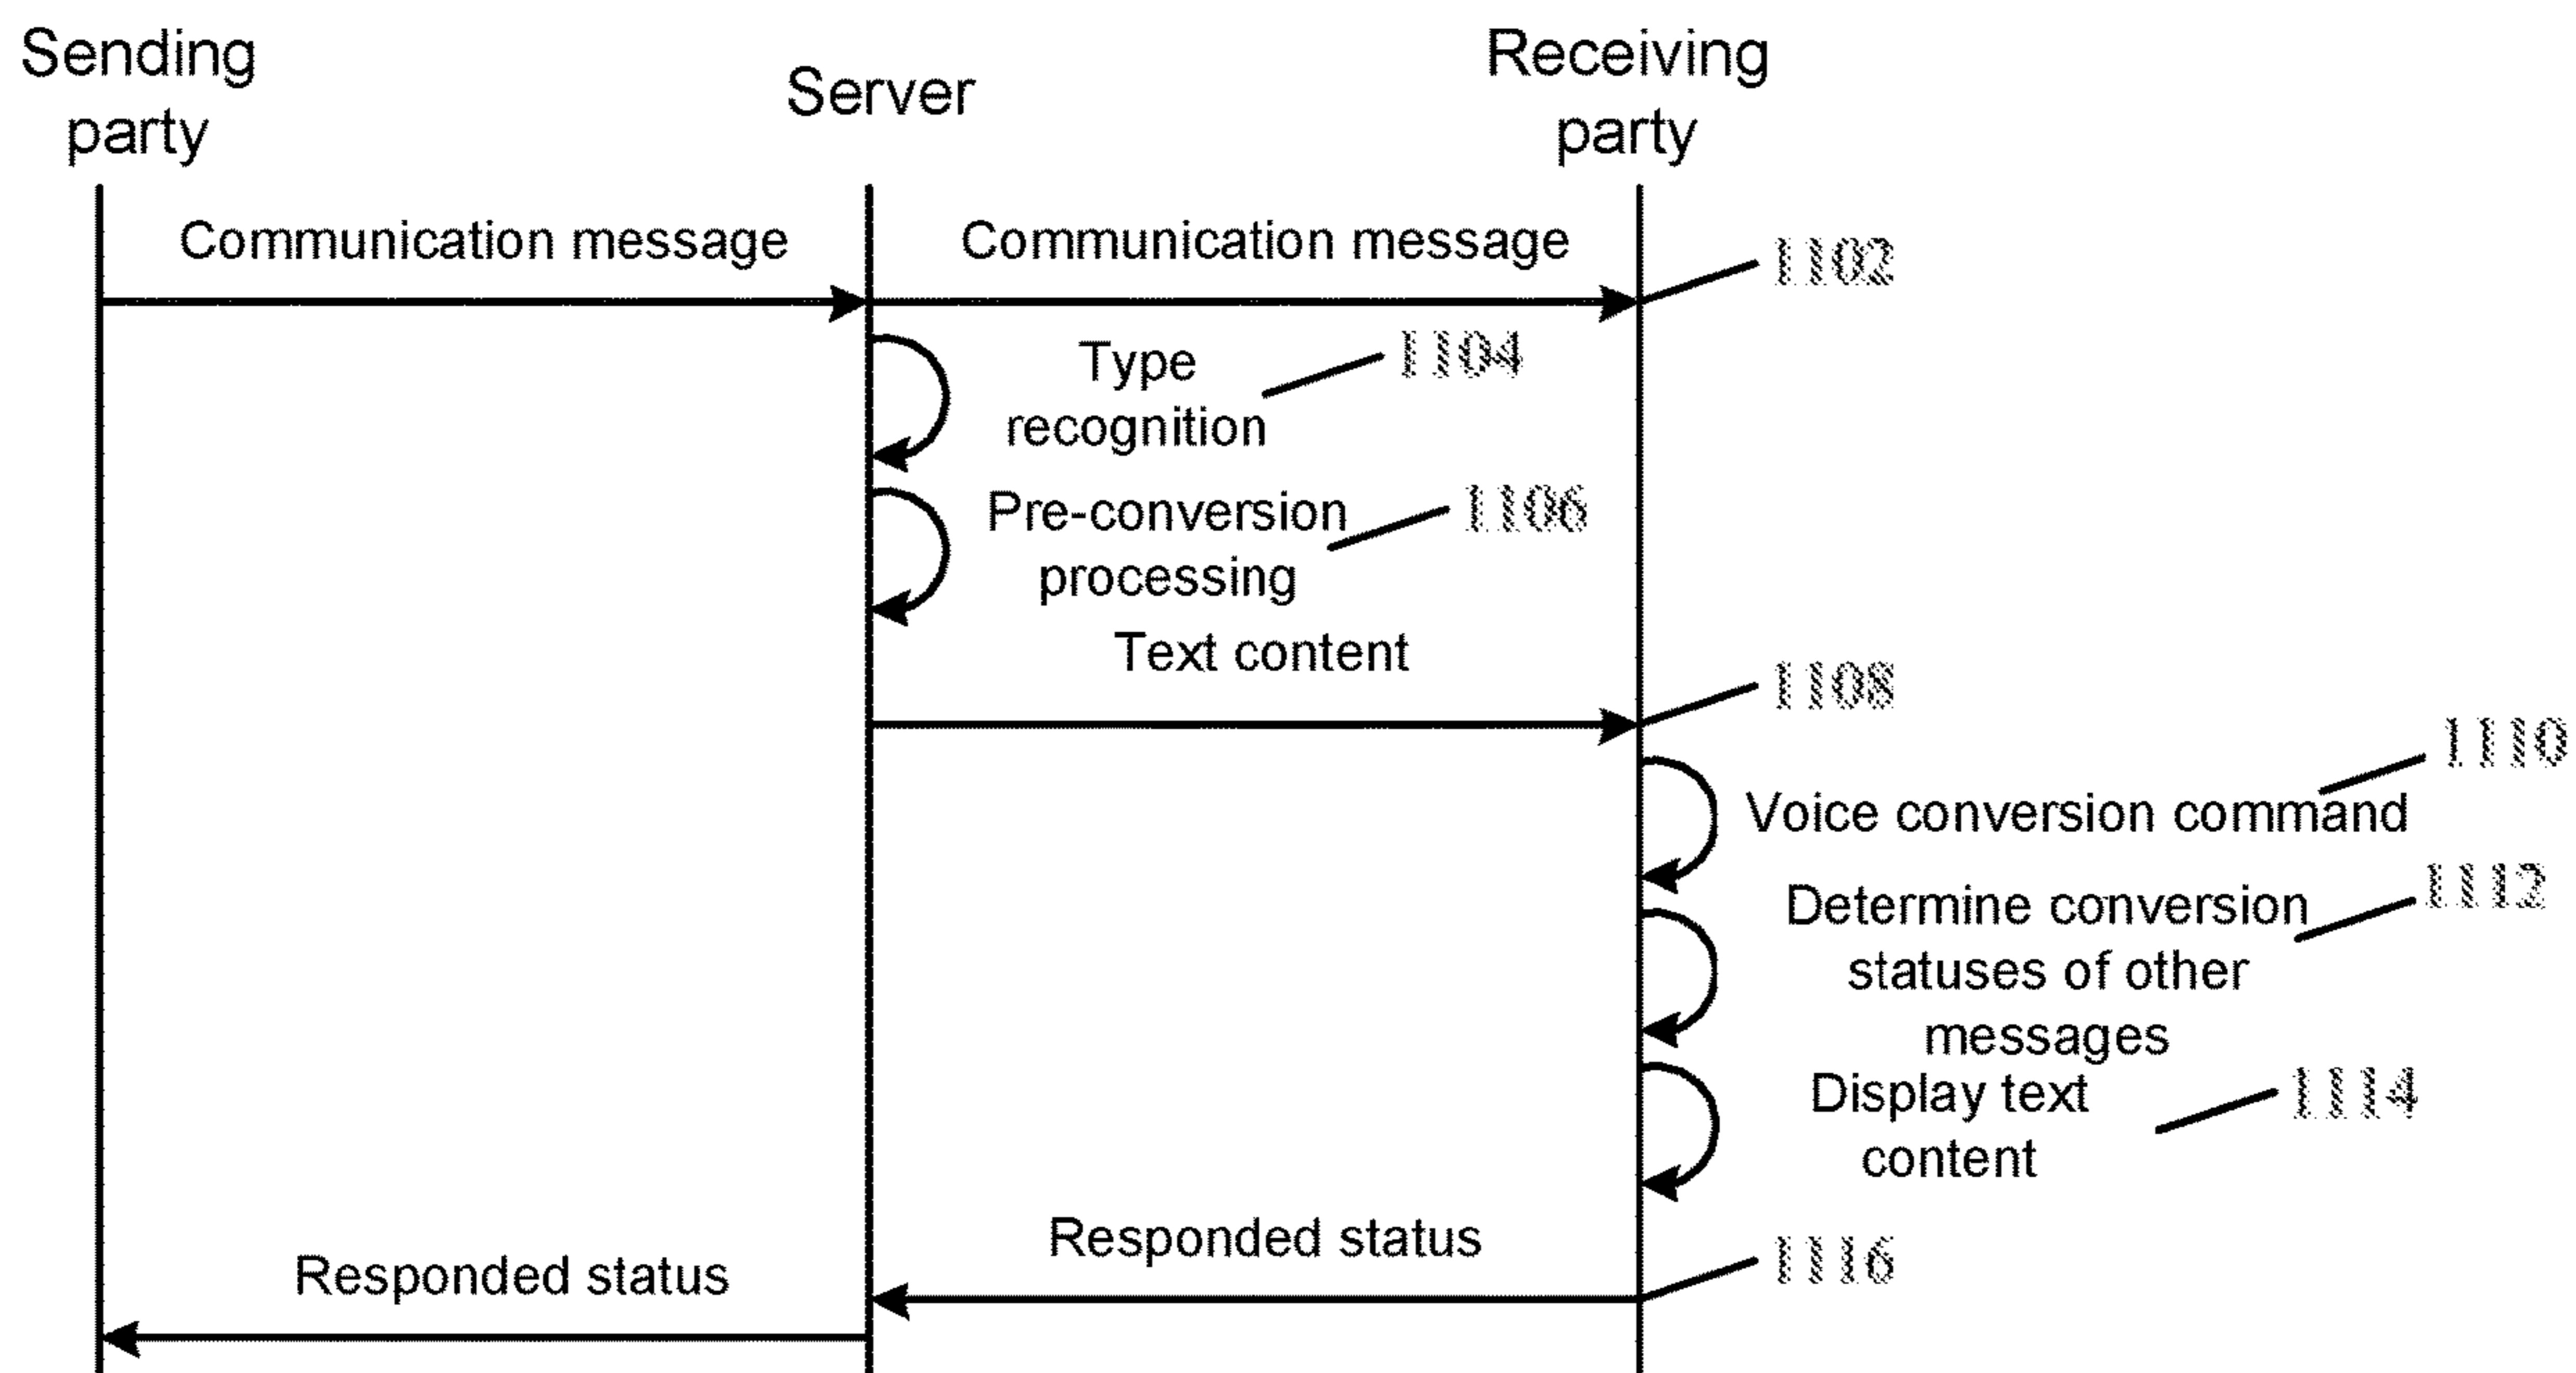 Sending
party
Server
Receiving
party
Communication message
Communication message
1102
Type
recognition
1104
Pre-conversion
processing
1106
Text content
1108
Voice conversion command
1110
Determine conversion
statuses of other
messages
1112
Display text
content
1114
Responded status
1116
Responded status